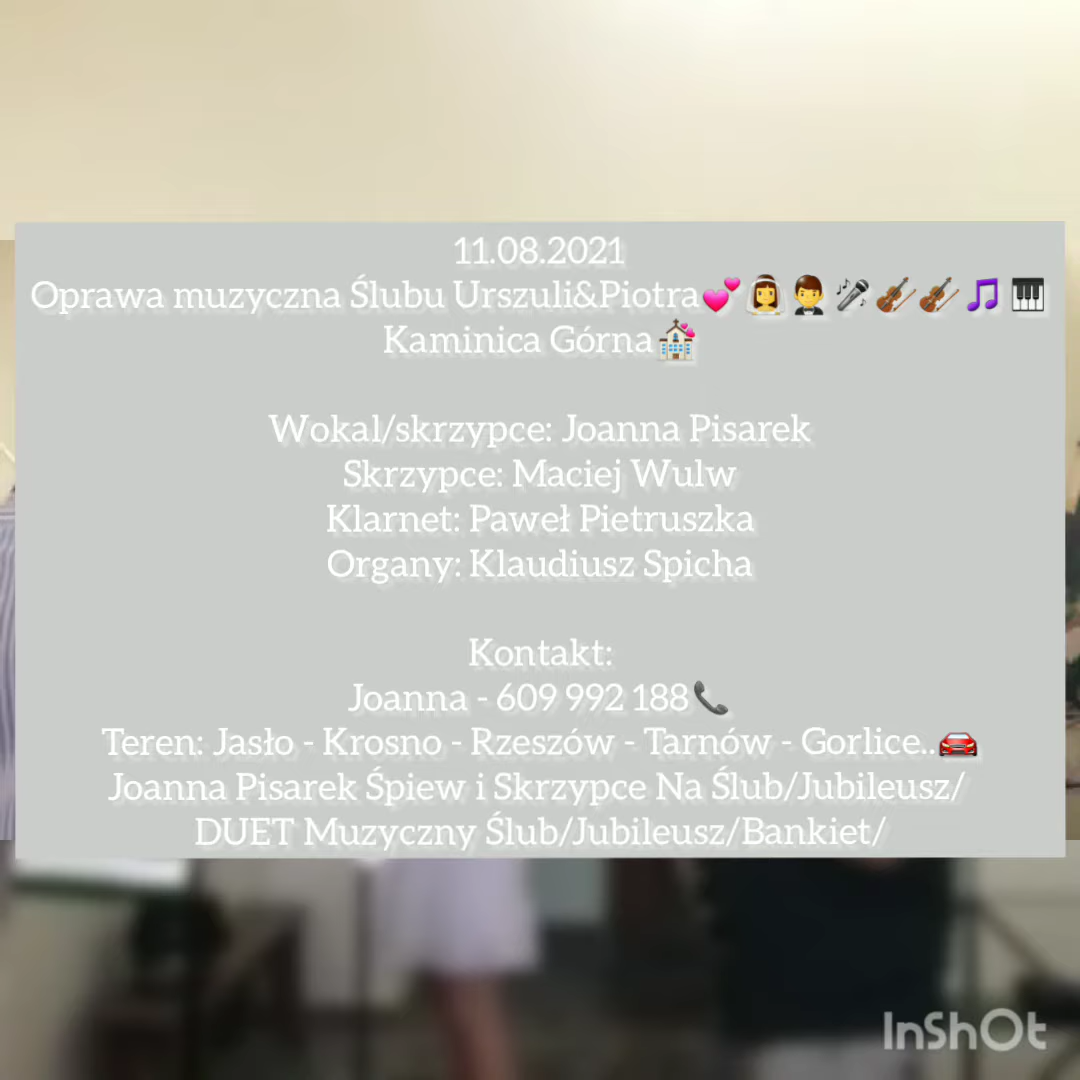 11.08.2021
Oprawa muzyczna Ślubu Urszuli&Piotra💕👰🤵🎤🎻🎻🎵🎹
Kaminica Górna💒
Wokal/skrzypce: Joanna Pisarek
Skrzypce: Maciej Wulw
Klarnet: Paweł Pietruszka
Organy: Klaudiusz Spicha
Kontakt:
Joanna - 609 992 188📞
Teren: Jasło - Krosno - Rzeszów - Tarnów - Gorlice..🚘
Joanna Pisarek Śpiew i Skrzypce Na Ślub/Jubileusz/
DUET Muzyczny Ślub/Jubileusz/Bankiet/
InShOt